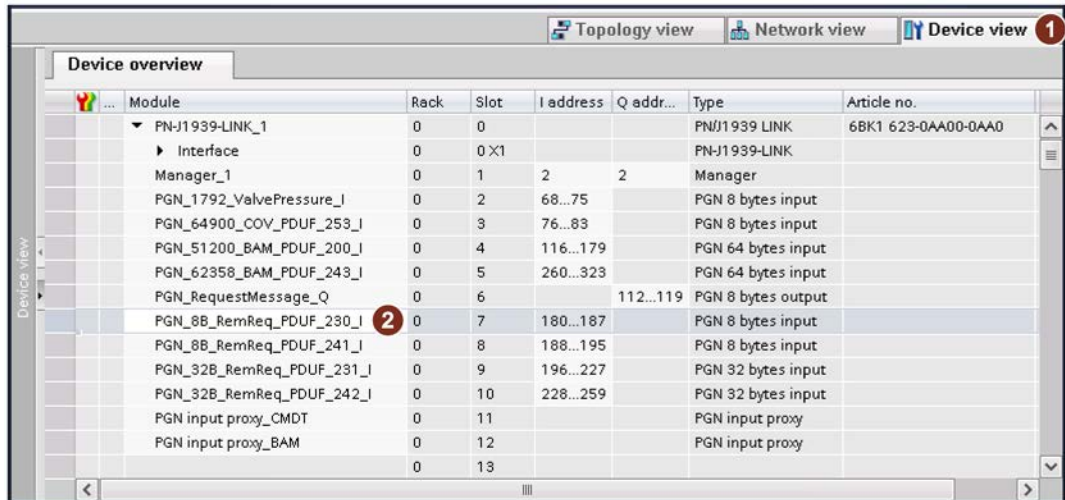 Topology view Network view Device view 1
Device overview
... Module Rack Slot I address Q addr... Type Article no.
PN-J1939-LINK_1 0 0 PN/J1939 LINK 6BK1 623-0AA00-0AA0
Interface 0 0 X1 PN-J1939-LINK
Manager_1 0 1 2 2 Manager
PGN_1792_ValvePressure_I 0 2 68...75 PGN 8 bytes input
PGN_64900_COV_PDUF_253_I 0 3 76...83 PGN 8 bytes input
PGN_51200_BAM_PDUF_200_I 0 4 116...179 PGN 64 bytes input
PGN_62358_BAM_PDUF_243_I 0 5 260...323 PGN 64 bytes input
PGN_RequestMessage_Q 0 6 112...119 PGN 8 bytes output
PGN_8B_RemReq_PDUF_230_I 2 0 7 180...187 PGN 8 bytes input
PGN_8B_RemReq_PDUF_241_I 0 8 188...195 PGN 8 bytes input
PGN_32B_RemReq_PDUF_231_I 0 9 196...227 PGN 32 bytes input
PGN_32B_RemReq_PDUF_242_I 0 10 228...259 PGN 32 bytes input
PGN input proxy_CMDT 0 11 PGN input proxy
PGN input proxy_BAM 0 12 PGN input proxy
0 13
Device view